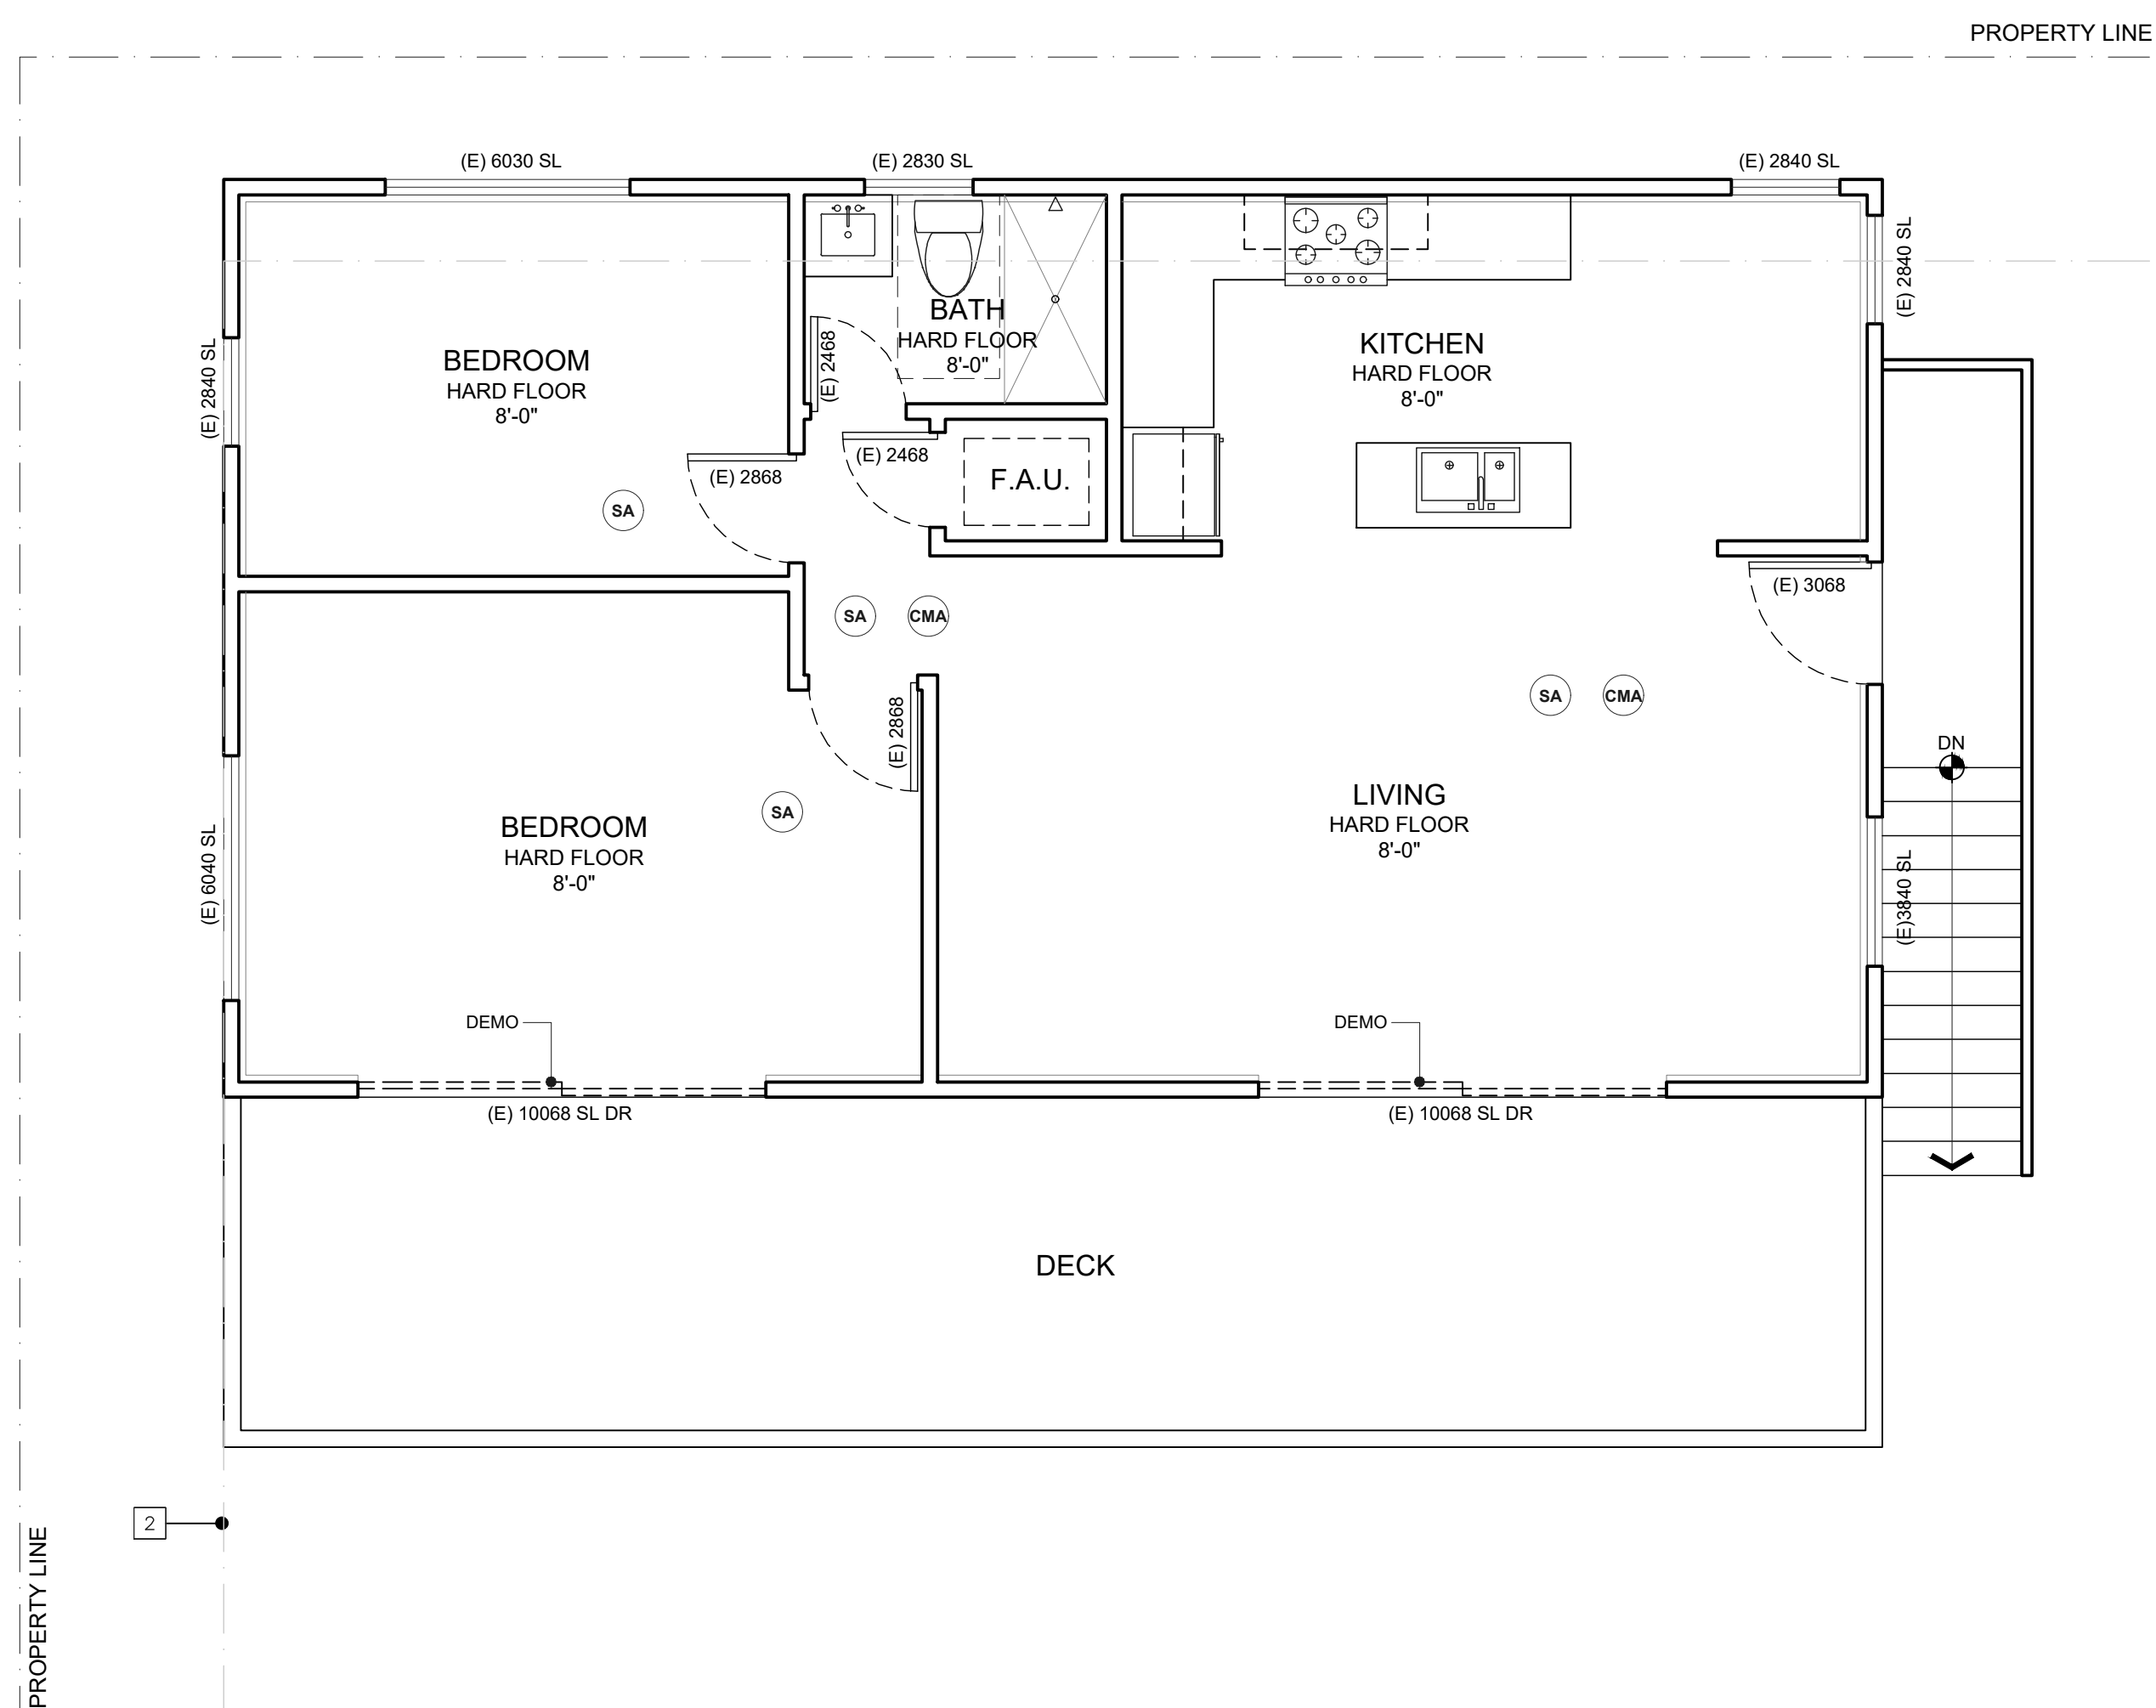 PROPERTY LINE
(E) 6030 SL
(E) 2830 SL
(E) 2840 SL
(E) 2840 SL
(E) 2840 SL
BEDROOM
HARD FLOOR
8'-0"
(E) 2468
BATH
HARD FLOOR
8'-0"
KITCHEN
HARD FLOOR
8'-0"
(E) 2868
(E) 2468
F.A.U.
SA
(E) 3068
SA
CMA
(E) 2868
SA
CMA
DN
SA
BEDROOM
HARD FLOOR
8'-0"
LIVING
HARD FLOOR
8'-0"
(E) 6040 SL
(E)3840 SL
DEMO
DEMO
(E) 10068 SL DR
(E) 10068 SL DR
DECK
2
PROPERTY LINE